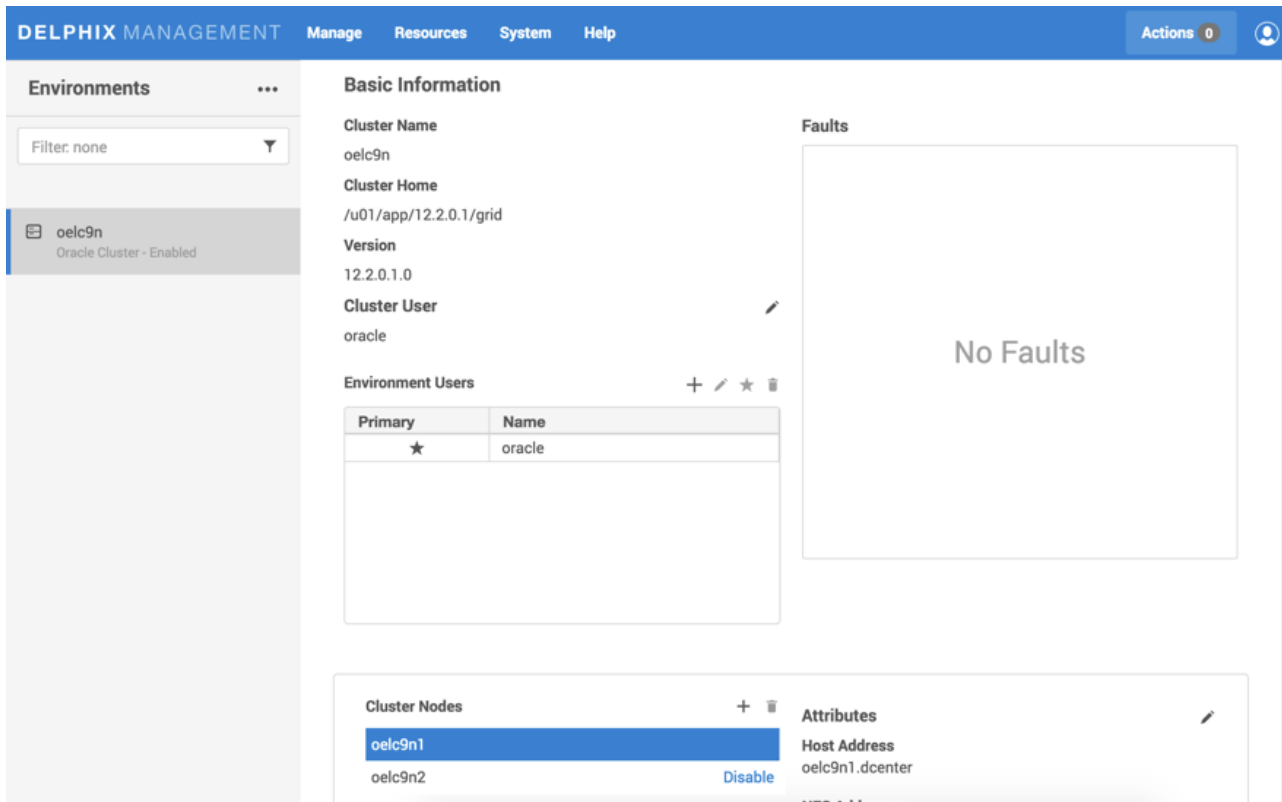 DELPHIX MANAGEMENT Manage Resources System Help Actions 0
Environments
Filter: none
oelc9n
Oracle Cluster - Enabled
Basic Information
Cluster Name
oelc9n
Cluster Home
/u01/app/12.2.0.1/grid
Version
12.2.0.1.0
Cluster User
oracle
Environment Users
Primary Name
oracle
Faults
No Faults
Cluster Nodes
oelc9n1
oelc9n2 Disable
Attributes
Host Address
oelc9n1.dcenter